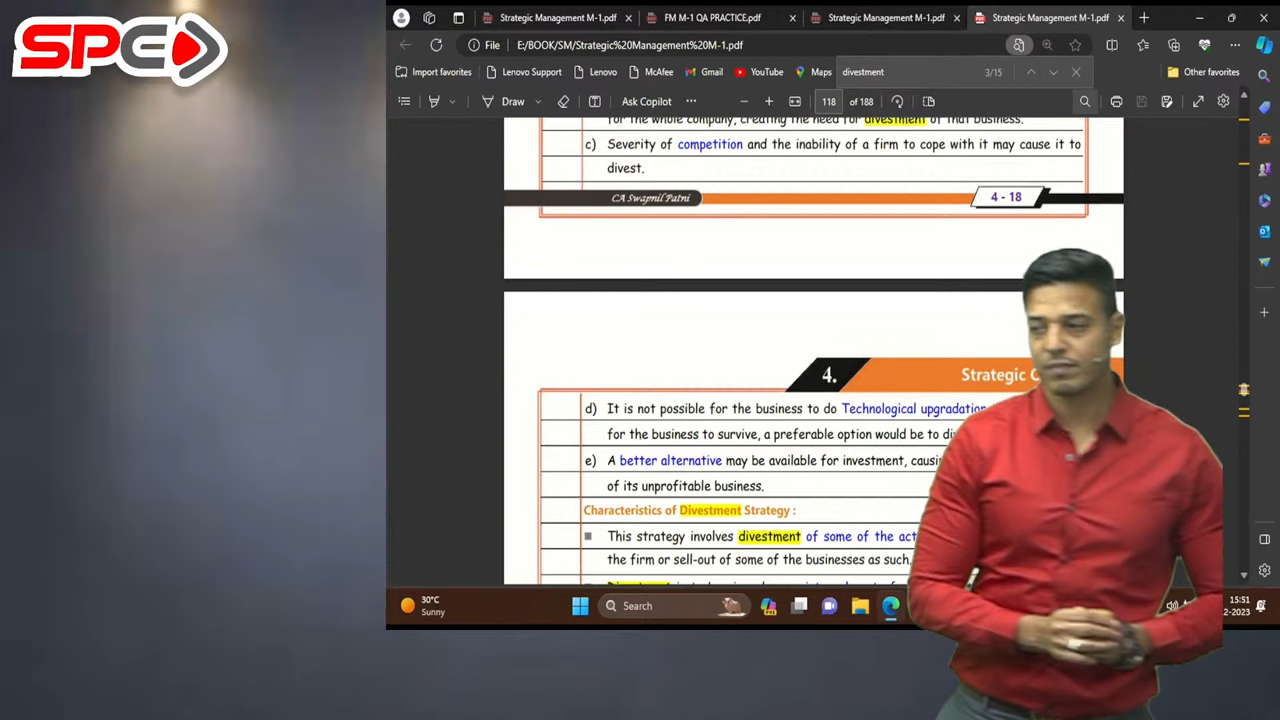 SPC
Strategic Management M-1.pdf
FM M-1 QA PRACTICE.pdf
Strategic Management M-1.pdf
Strategic Management M-1.pdf
File
E:/BOOK/SM/Strategic%20Management%20M-1.pdf
Import favorites
Lenovo Support
Lenovo
McAfee
Gmail
YouTube
Maps
divestment
3/15
Other favorites
Draw
Ask Copilot
118 of 188
for the whole company, creating the need for divestment of that business.
c) Severity of competition and the inability of a firm to cope with it may cause it to
divest.
CA Swapnil Patni
4 - 18
4.
Strategic
d) It is not possible for the business to do Technological upgradation
for the business to survive, a preferable option would be to
e) A better alternative may be available for investment,
of its unprofitable business.
Characteristics of Divestment Strategy :
This strategy involves divestment of some of the
the firm or sell-out of some of the businesses as such.
30°C
Sunny
Search
15:51
-2023